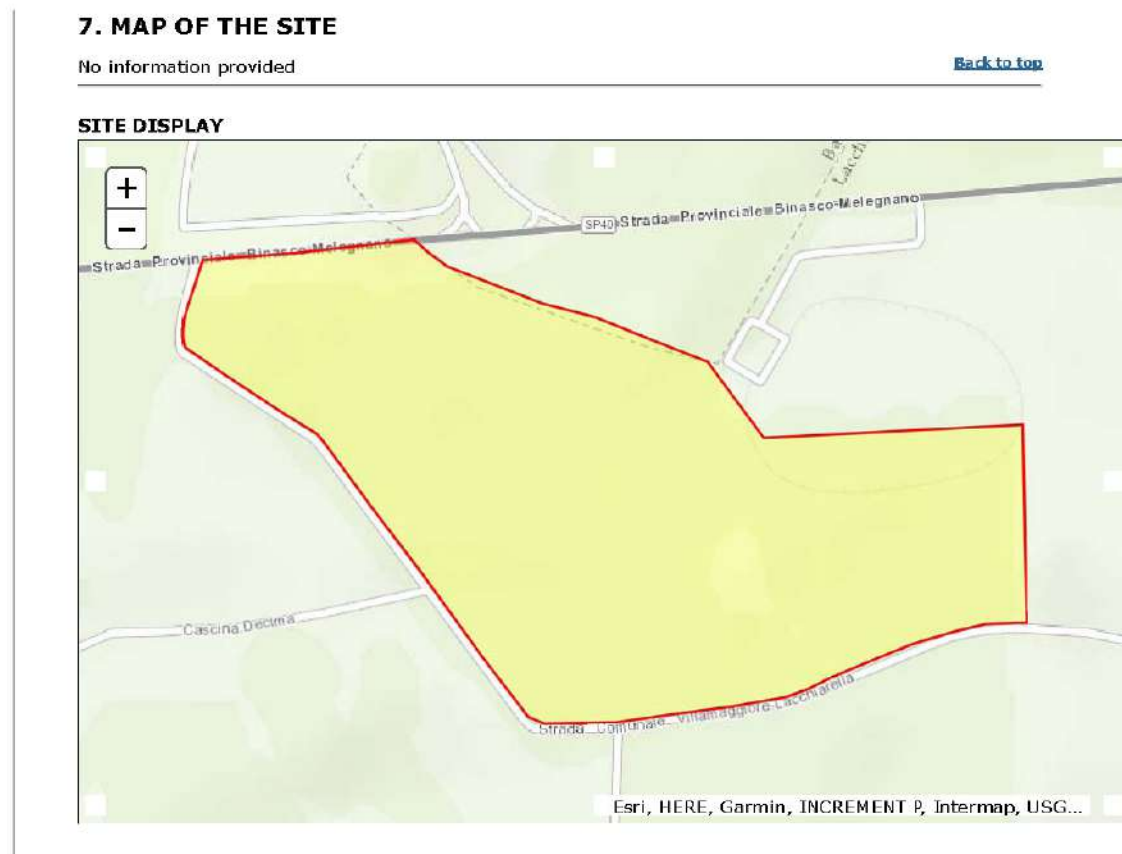 7. MAP OF THE SITE
No information provided
Back to top
SITE DISPLAY
+
−
Lacch
SP40
Strada Provinciale Binasco-Melegnano
Strada Provinciale Binasco-Melegnano
Cascina Decima
Strada Comunale Villamaggiore-Lacchiarella
Esri, HERE, Garmin, INCREMENT P, Intermap, USG...